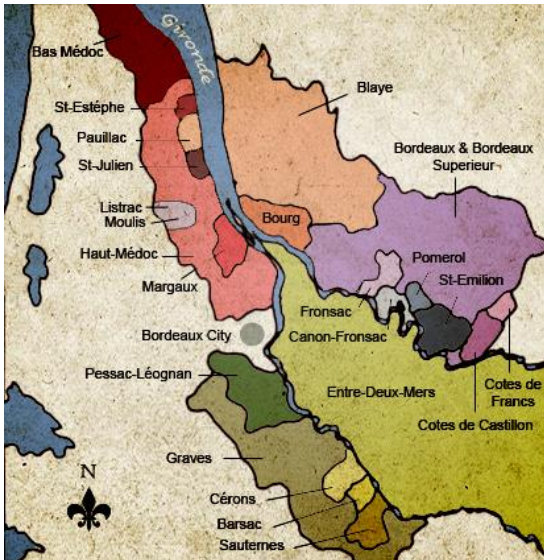 Gironde
Bas Médoc
Blaye
St-Estéphe
Pauillac
St-Julien
Bordeaux & Bordeaux
Superieur
Listrac
Moulis
Bourg
Haut-Médoc
Pomerol
St-Emilion
Margaux
Fronsac
Canon-Fronsac
Bordeaux City
Pessac-Léognan
Entre-Deux-Mers
Cotes de
Francs
Cotes de Castillon
Graves
N
Cérons
Barsac
Sauternes